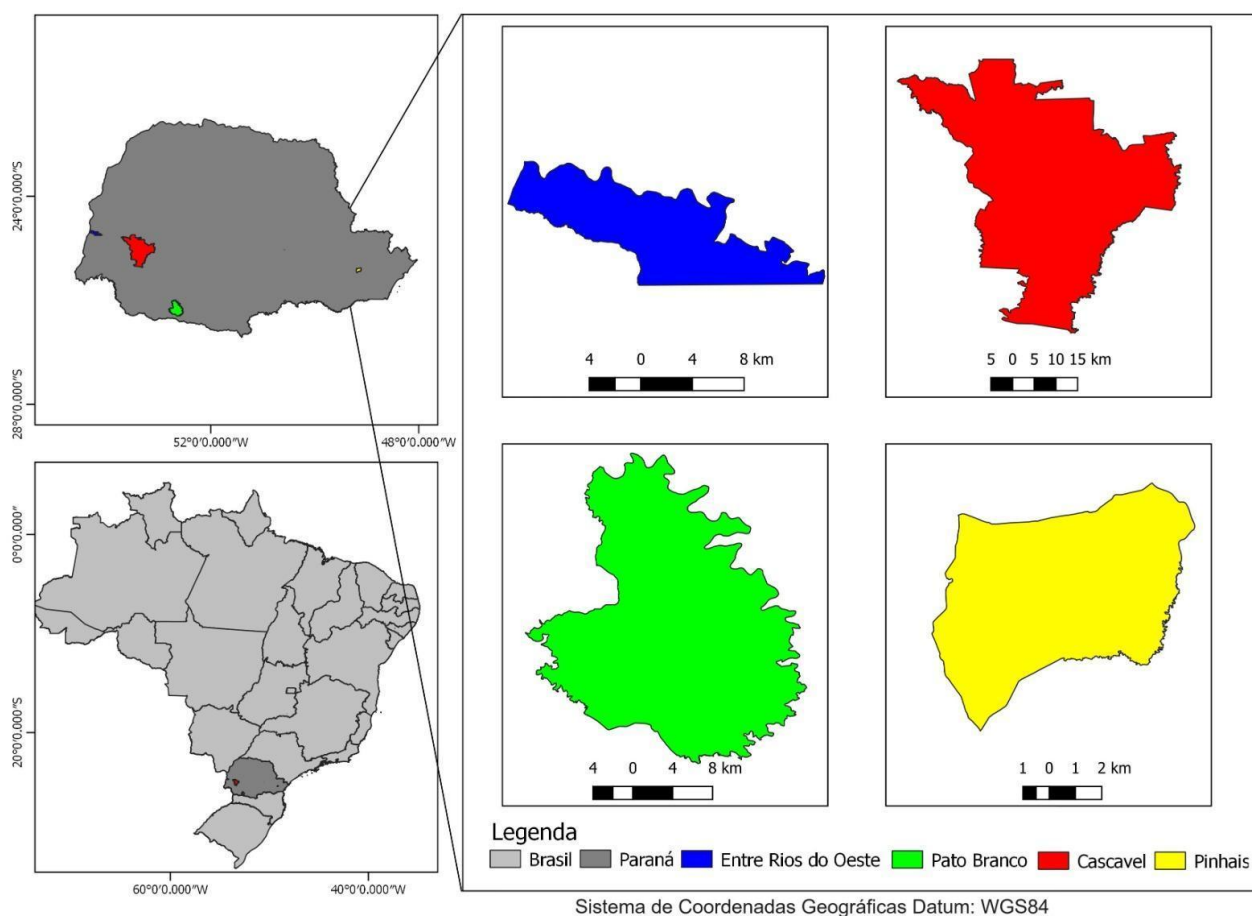 24°0'0.000"S
28°0'0.000"S
52°0'0.000"W
48°0'0.000"W
4 0 4 8 km
5 0 5 10 15 km
0°0'0.000"
20°0'0.000"S
60°0'0.000"W
40°0'0.000"W
4 0 4 8 km
1 0 1 2 km
Legenda
Brasil Paraná Entre Rios do Oeste Pato Branco Cascavel Pinhais
Sistema de Coordenadas Geográficas Datum: WGS84